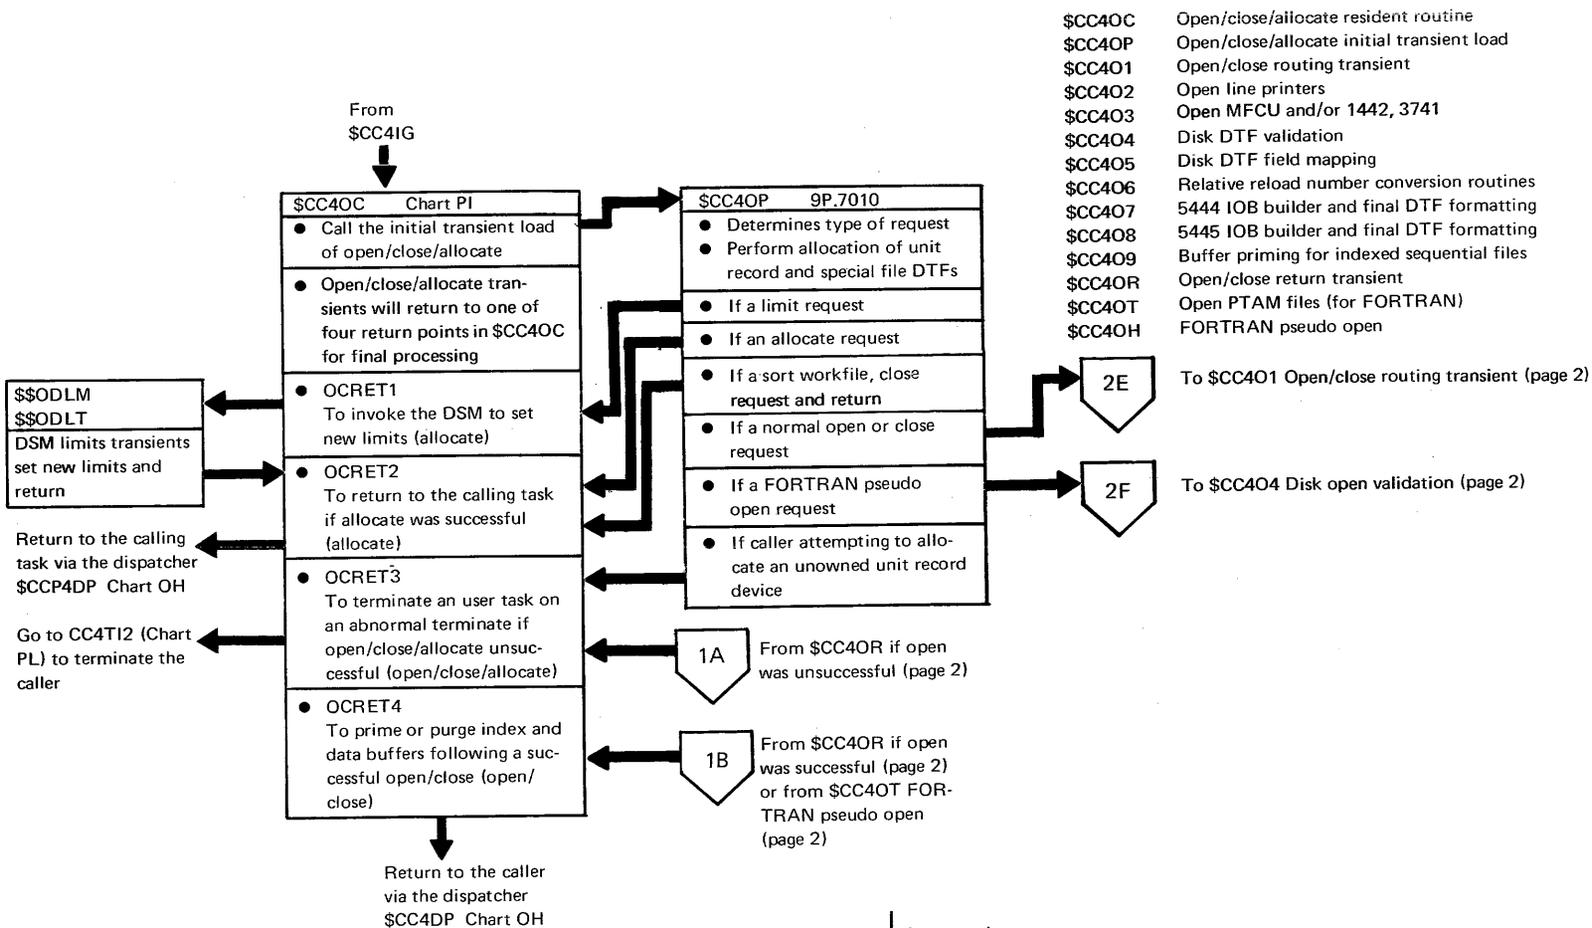 $CC4OC Open/close/allocate resident routine
$CC4OP Open/close/allocate initial transient load
$CC4O1 Open/close routing transient
$CC4O2 Open line printers
$CC4O3 Open MFCU and/or 1442, 3741
$CC4O4 Disk DTF validation
$CC4O5 Disk DTF field mapping
$CC4O6 Relative reload number conversion routines
$CC4O7 5444 IOB builder and final DTF formatting
$CC4O8 5445 IOB builder and final DTF formatting
$CC4O9 Buffer priming for indexed sequential files
$CC4OR Open/close return transient
$CC4OT Open PTAM files (for FORTRAN)
$CC4OH FORTRAN pseudo open
From
$CC4IG
$CC4OC Chart PI
● Call the initial transient load
of open/close/allocate
● Open/close/allocate tran-
sients will return to one of
four return points in $CC4OC
for final processing
● OCRET1
To invoke the DSM to set
new limits (allocate)
● OCRET2
To return to the calling task
if allocate was successful
(allocate)
● OCRET3
To terminate an user task on
an abnormal terminate if
open/close/allocate unsuc-
cessful (open/close/allocate)
● OCRET4
To prime or purge index and
data buffers following a suc-
cessful open/close (open/
close)
$$ODLM
$$ODLT
DSM limits transients
set new limits and
return
Return to the calling
task via the dispatcher
$CCP4DP Chart OH
Go to CC4TI2 (Chart
PL) to terminate the
caller
Return to the caller
via the dispatcher
$CC4DP Chart OH
$CC4OP 9P.7010
● Determines type of request
● Perform allocation of unit
record and special file DTFs
● If a limit request
● If an allocate request
● If a sort workfile, close
request and return
● If a normal open or close
request
● If a FORTRAN pseudo
open request
● If caller attempting to allo-
cate an unowned unit record
device
2E
To $CC4O1 Open/close routing transient (page 2)
2F
To $CC4O4 Disk open validation (page 2)
1A
From $CC4OR if open
was unsuccessful (page 2)
1B
From $CC4OR if open
was successful (page 2)
or from $CC4OT FOR-
TRAN pseudo open
(page 2)